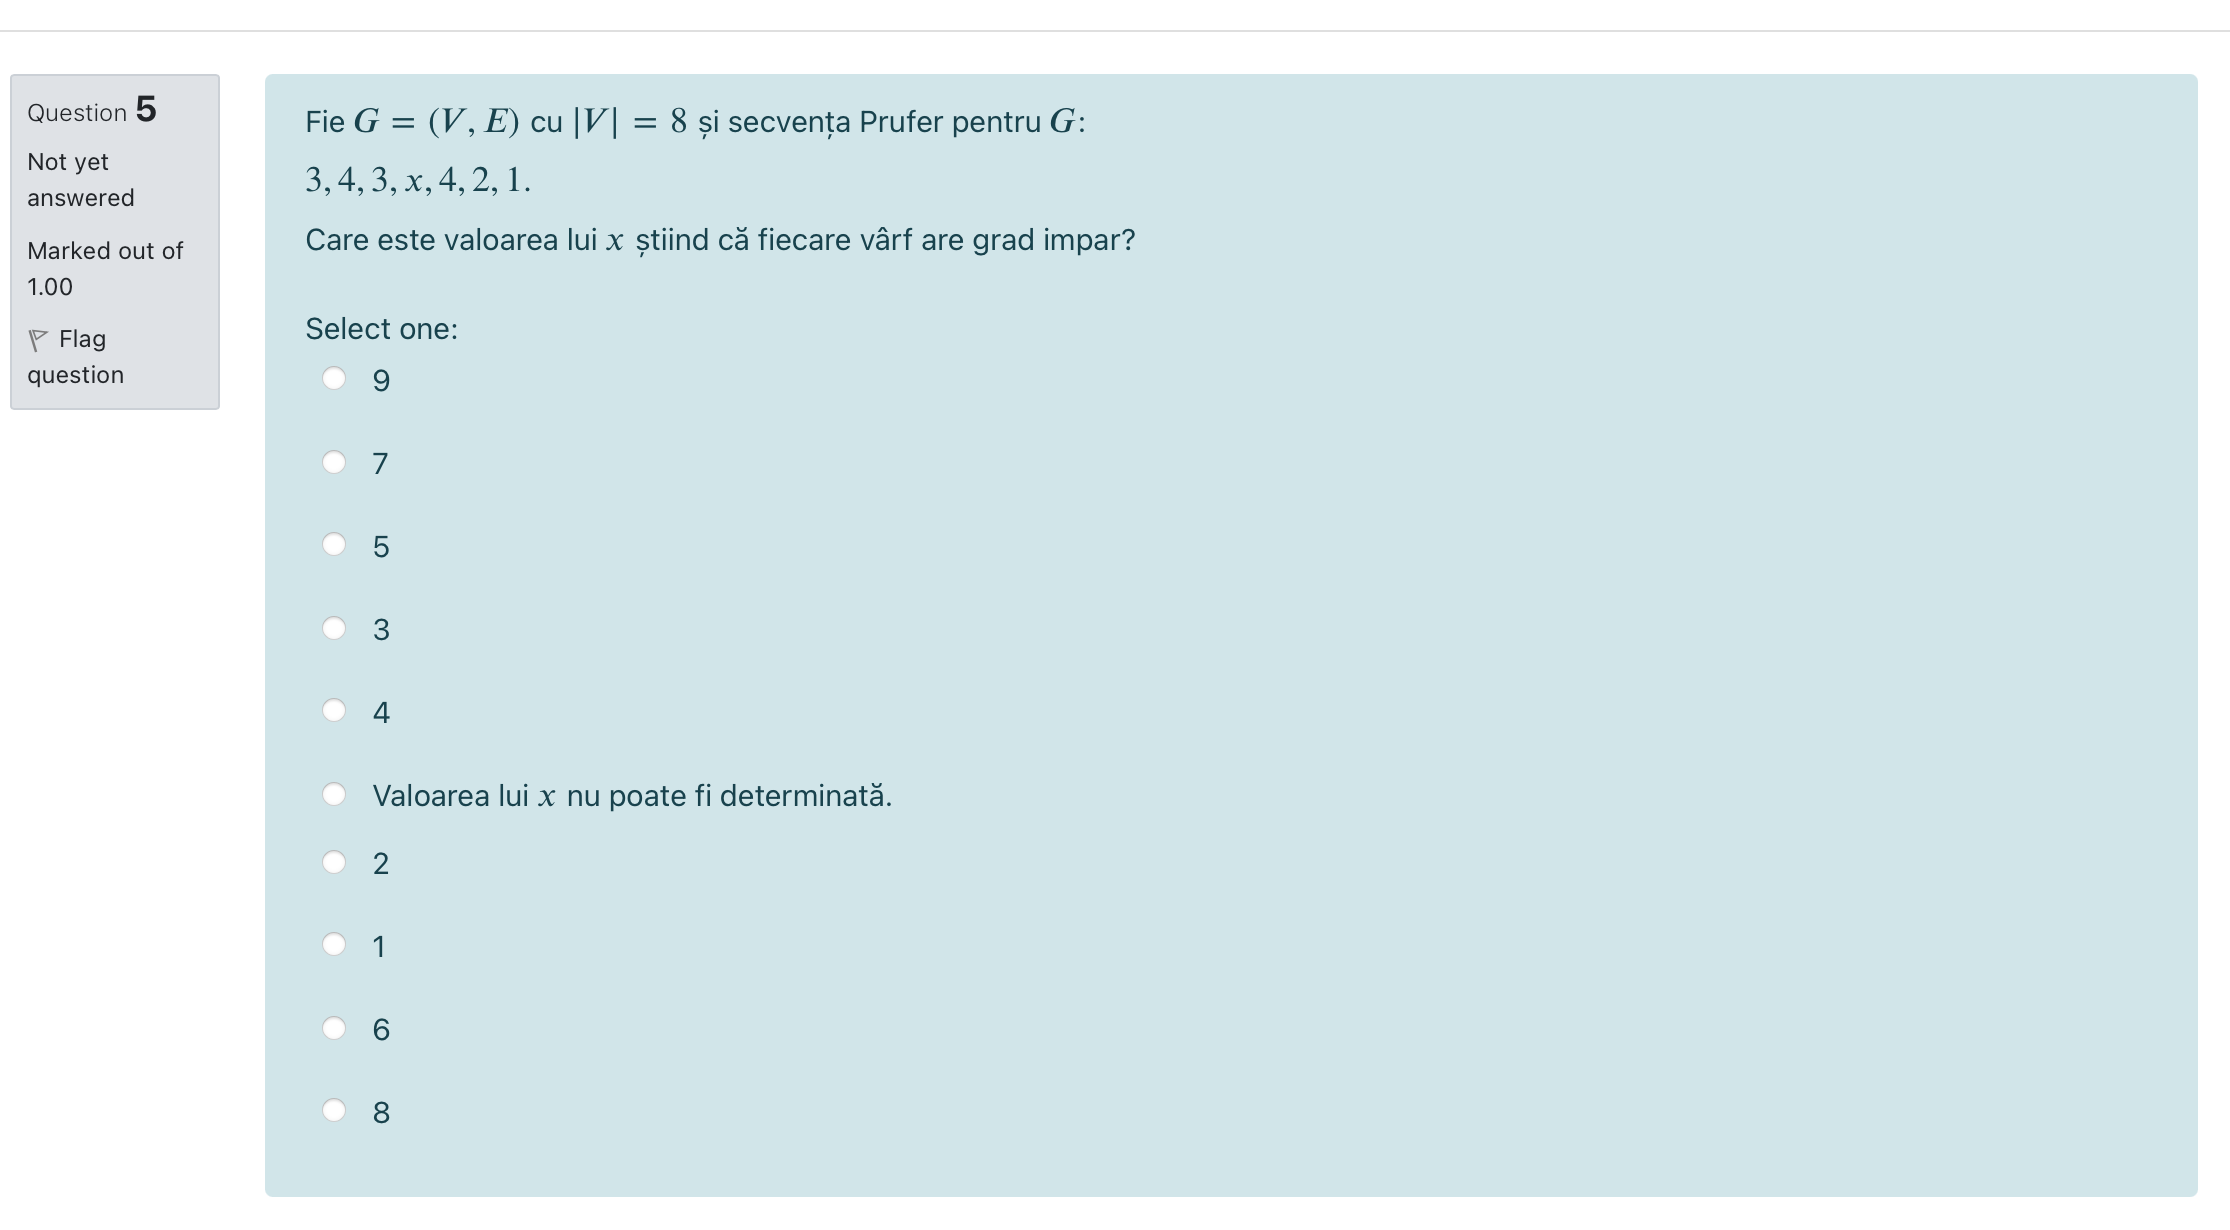 Question 5
Not yet
answered
Marked out of
1.00
Flag
question
Fie G = (V, E) cu |V| = 8 și secvența Prufer pentru G:
3, 4, 3, x, 4, 2, 1.
Care este valoarea lui x știind că fiecare vârf are grad impar?
Select one:
9
7
5
3
4
Valoarea lui x nu poate fi determinată.
2
1
6
8